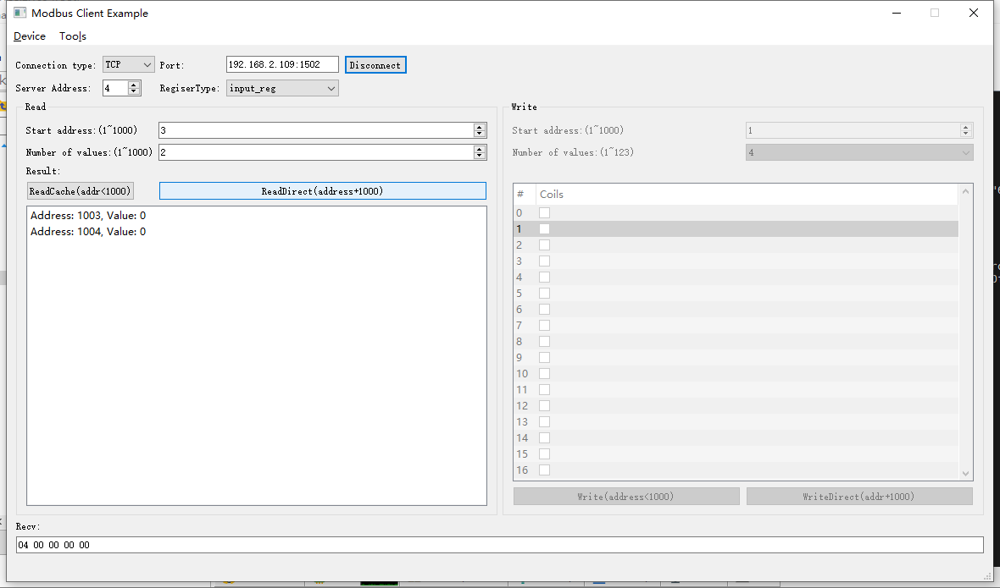 Modbus Client Example
Device Tools
Connection type: TCP Port: 192.168.2.109:1502 Disconnect
Server Address: 4 RegiserType: input_reg
Read
Start address:(1~1000) 3
Number of values:(1~1000) 2
Result:
ReadCache(addr<1000) ReadDirect(address+1000)
Address: 1003, Value: 0
Address: 1004, Value: 0
Write
Start address:(1~1000) 1
Number of values:(1~123) 4
# Coils
0
1
2
3
4
5
6
7
8
9
10
11
12
13
14
15
16
Write(address<1000) WriteDirect(addr+1000)
Recv:
04 00 00 00 00